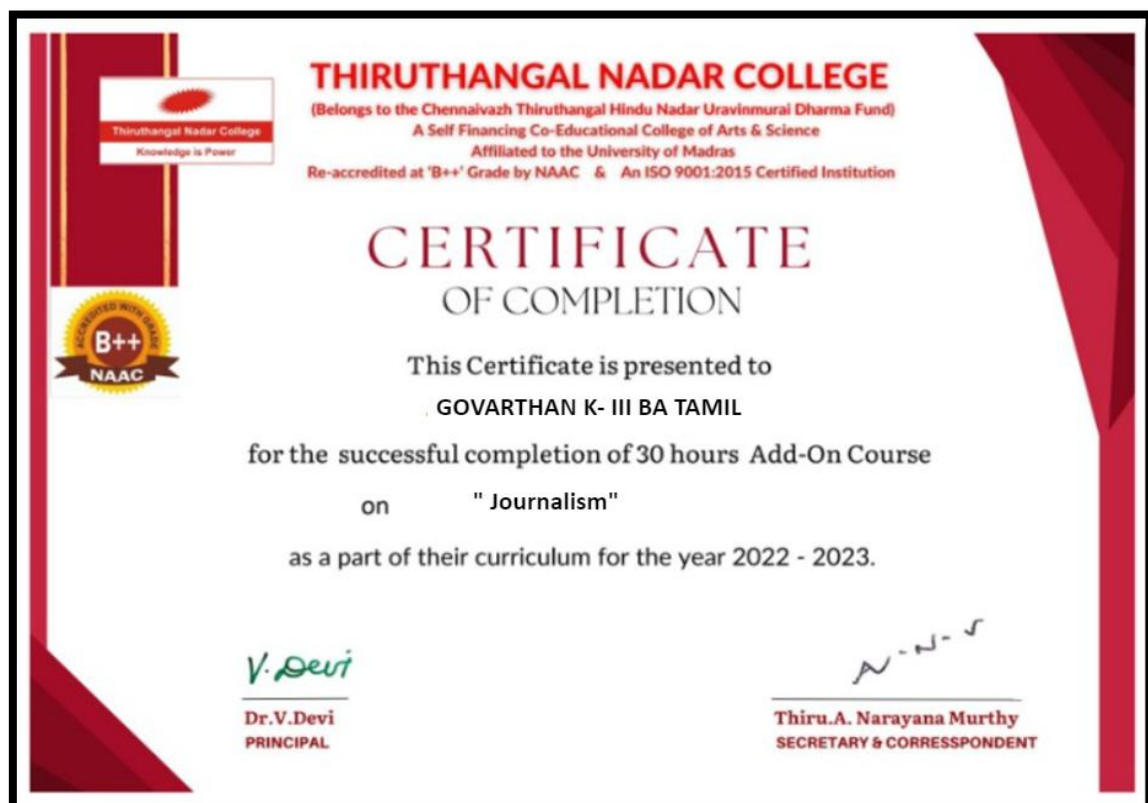 THIRUTHANGAL NADAR COLLEGE
(Belongs to the Chennaivazh Thiruthangal Hindu Nadar Uravinmurai Dharma Fund)
A Self Financing Co-Educational College of Arts & Science
Affiliated to the University of Madras
Re-accredited at 'B++' Grade by NAAC & An ISO 9001:2015 Certified Institution
Thiruthangal Nadar College
Knowledge is Power
CERTIFICATE
OF COMPLETION
ACCREDITED WITH GRADE
B++
NAAC
This Certificate is presented to
GOVARTHAN K- III BA TAMIL
for the successful completion of 30 hours Add-On Course
on " Journalism"
as a part of their curriculum for the year 2022 - 2023.
V. Devi
Dr.V.Devi
PRINCIPAL
A-N-
Thiru.A. Narayana Murthy
SECRETARY & CORRESSPONDENT